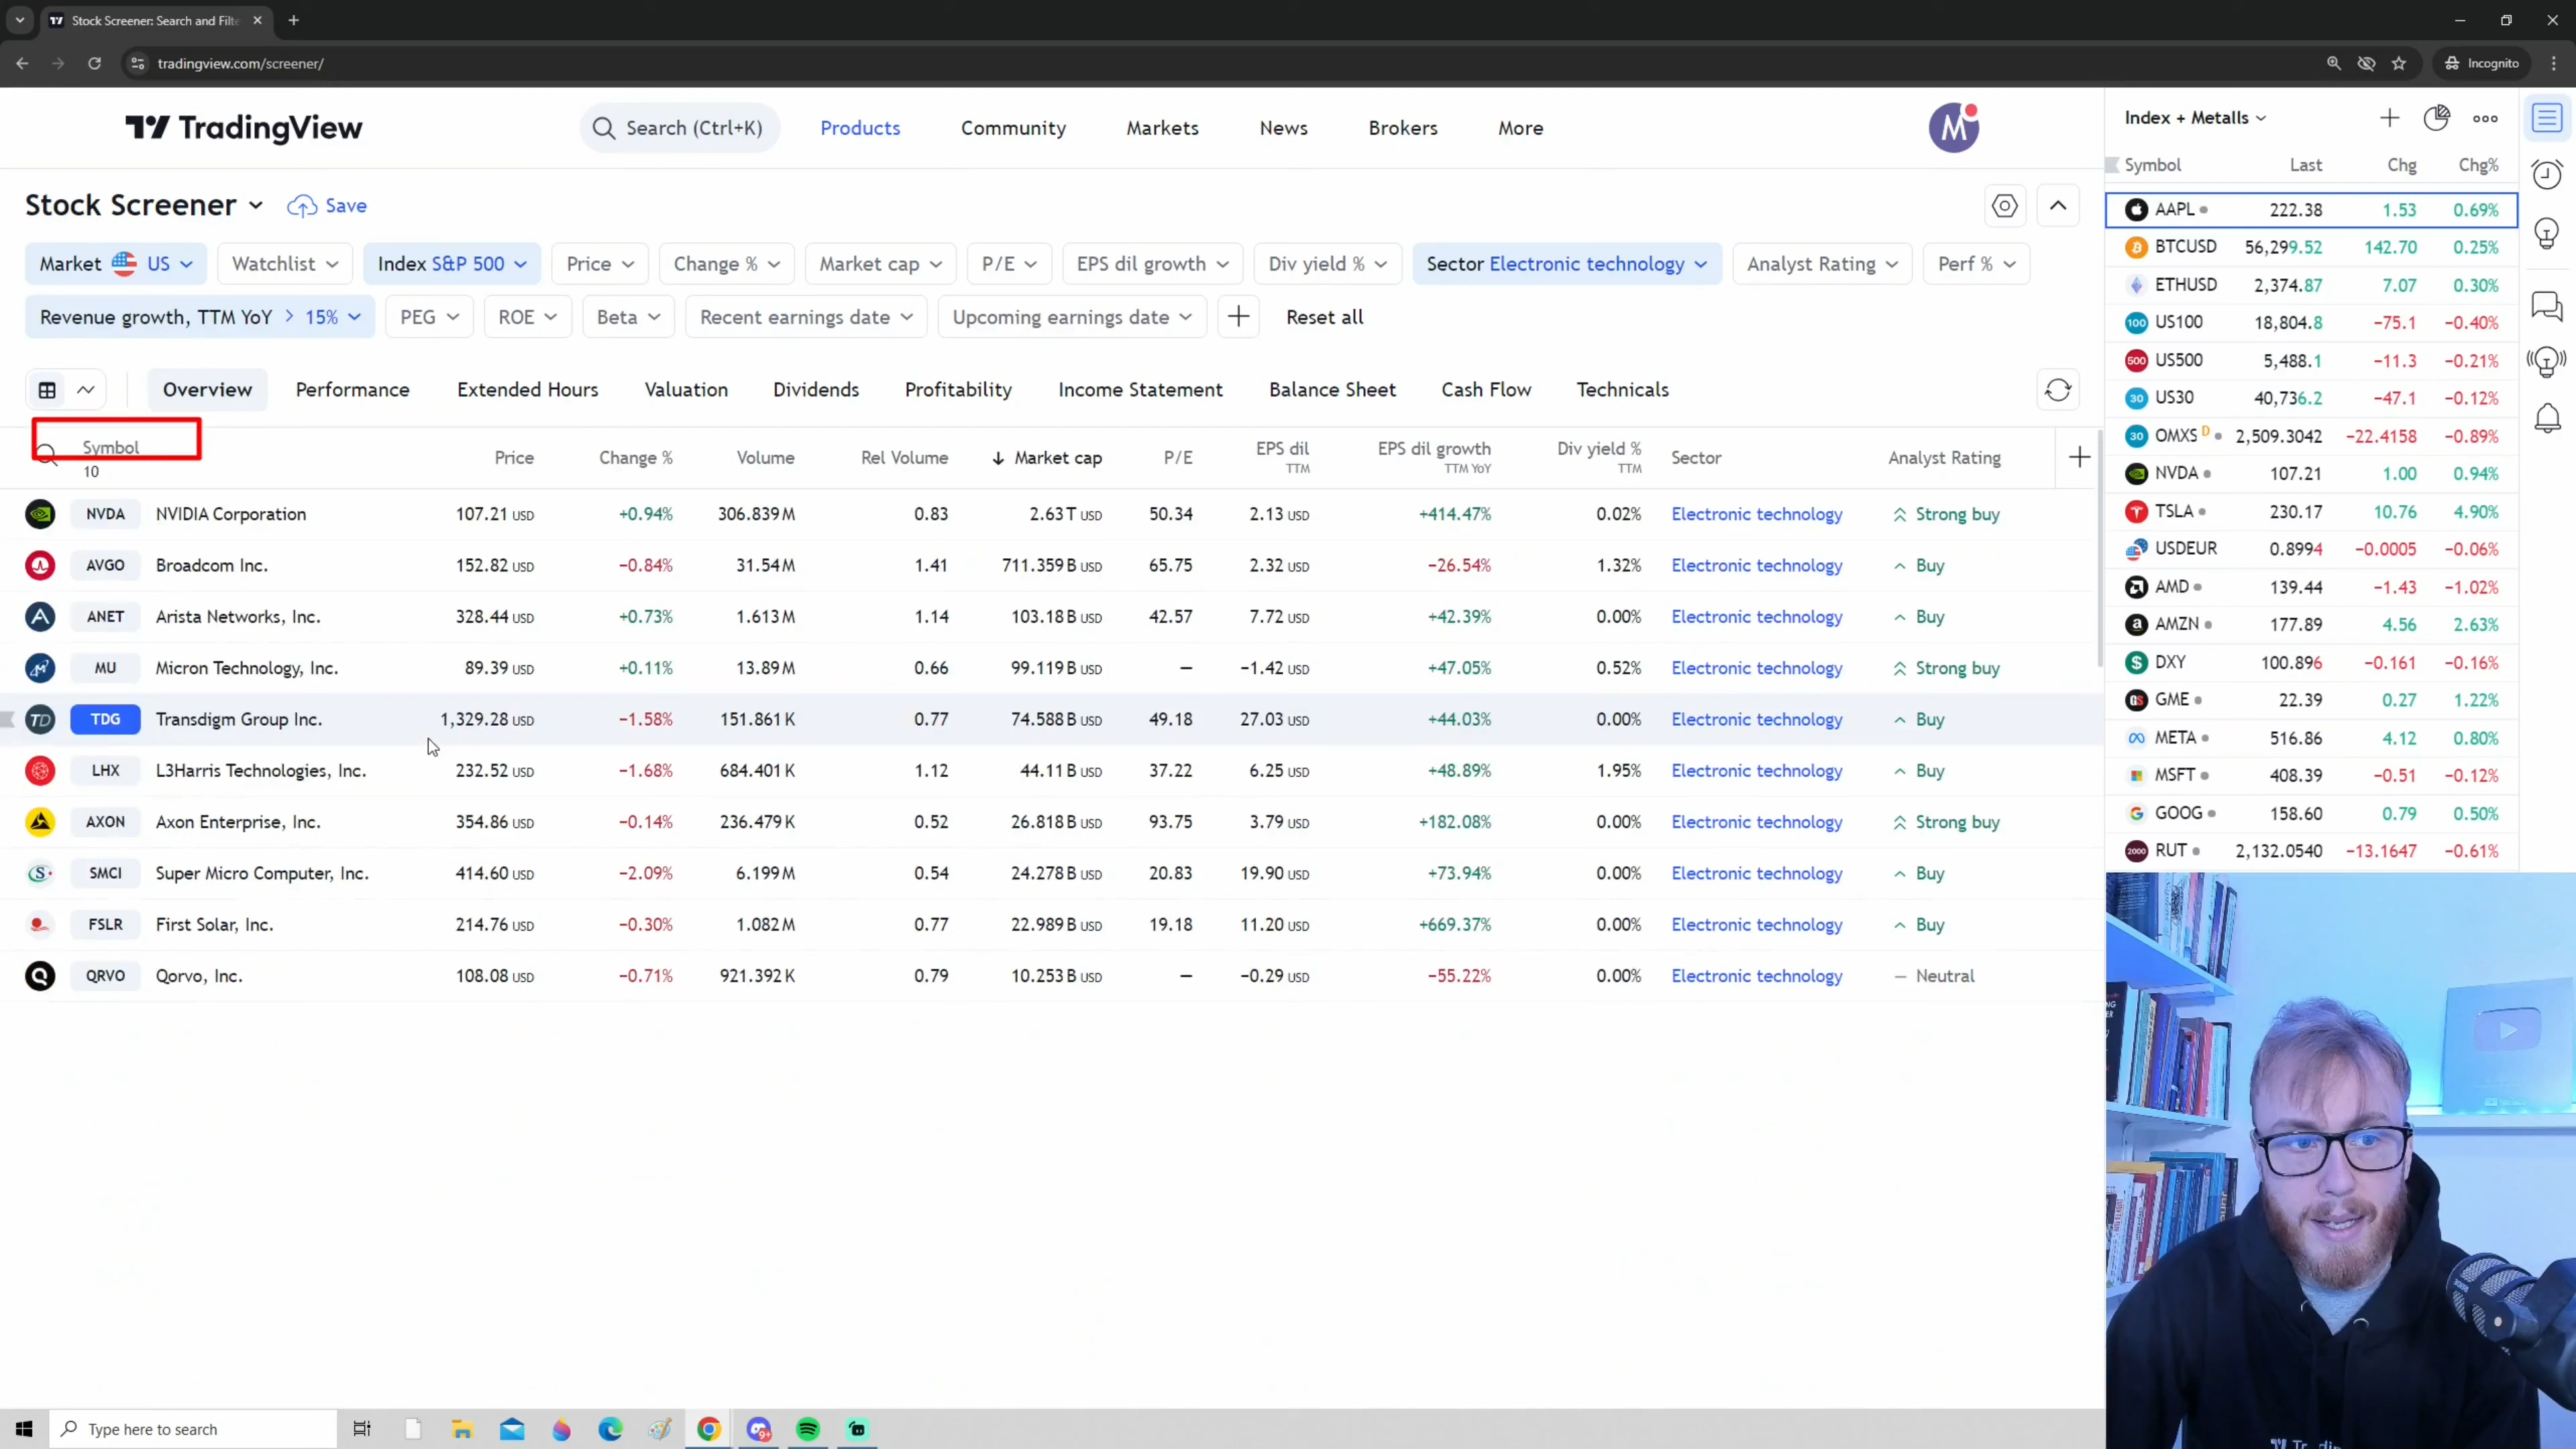 Stock Screener: Search and Filte
tradingview.com/screener/
Incognito
TradingView
Search (Ctrl+K)
Products
Community
Markets
News
Brokers
More
M
Stock Screener
Save
Market US
Watchlist
Index S&P 500
Price
Change %
Market cap
P/E
EPS dil growth
Div yield %
Sector Electronic technology
Analyst Rating
Perf %
Revenue growth, TTM YoY > 15%
PEG
ROE
Beta
Recent earnings date
Upcoming earnings date
Reset all
Overview
Performance
Extended Hours
Valuation
Dividends
Profitability
Income Statement
Balance Sheet
Cash Flow
Technicals
Symbol 10 Price Change % Volume Rel Volume Market cap P/E EPS dil TTM EPS dil growth TTM YoY Div yield % TTM Sector Analyst Rating
NVDA NVIDIA Corporation 107.21 USD +0.94% 306.839 M 0.83 2.63 T USD 50.34 2.13 USD +414.47% 0.02% Electronic technology Strong buy
AVGO Broadcom Inc. 152.82 USD −0.84% 31.54 M 1.41 711.359 B USD 65.75 2.32 USD −26.54% 1.32% Electronic technology Buy
ANET Arista Networks, Inc. 328.44 USD +0.73% 1.613 M 1.14 103.18 B USD 42.57 7.72 USD +42.39% 0.00% Electronic technology Buy
MU Micron Technology, Inc. 89.39 USD +0.11% 13.89 M 0.66 99.119 B USD — −1.42 USD +47.05% 0.52% Electronic technology Strong buy
TD TDG Transdigm Group Inc. 1,329.28 USD −1.58% 151.861 K 0.77 74.588 B USD 49.18 27.03 USD +44.03% 0.00% Electronic technology Buy
LHX L3Harris Technologies, Inc. 232.52 USD −1.68% 684.401 K 1.12 44.11 B USD 37.22 6.25 USD +48.89% 1.95% Electronic technology Buy
AXON Axon Enterprise, Inc. 354.86 USD −0.14% 236.479 K 0.52 26.818 B USD 93.75 3.79 USD +182.08% 0.00% Electronic technology Strong buy
SMCI Super Micro Computer, Inc. 414.60 USD −2.09% 6.199 M 0.54 24.278 B USD 20.83 19.90 USD +73.94% 0.00% Electronic technology Buy
FSLR First Solar, Inc. 214.76 USD −0.30% 1.082 M 0.77 22.989 B USD 19.18 11.20 USD +669.37% 0.00% Electronic technology Buy
QRVO Qorvo, Inc. 108.08 USD −0.71% 921.392 K 0.79 10.253 B USD — −0.29 USD −55.22% 0.00% Electronic technology — Neutral
Index + Metalls
Symbol Last Chg Chg%
AAPL 222.38 1.53 0.69%
BTCUSD 56,299.52 142.70 0.25%
ETHUSD 2,374.87 7.07 0.30%
100 US100 18,804.8 −75.1 −0.40%
500 US500 5,488.1 −11.3 −0.21%
30 US30 40,736.2 −47.1 −0.12%
30 OMXS D 2,509.3042 −22.4158 −0.89%
NVDA 107.21 1.00 0.94%
TSLA 230.17 10.76 4.90%
USDEUR 0.8994 −0.0005 −0.06%
AMD 139.44 −1.43 −1.02%
AMZN 177.89 4.56 2.63%
DXY 100.896 −0.161 −0.16%
GME 22.39 0.27 1.22%
META 516.86 4.12 0.80%
MSFT 408.39 −0.51 −0.12%
GOOG 158.60 0.79 0.50%
2000 RUT 2,132.0540 −13.1647 −0.61%
Type here to search
9+